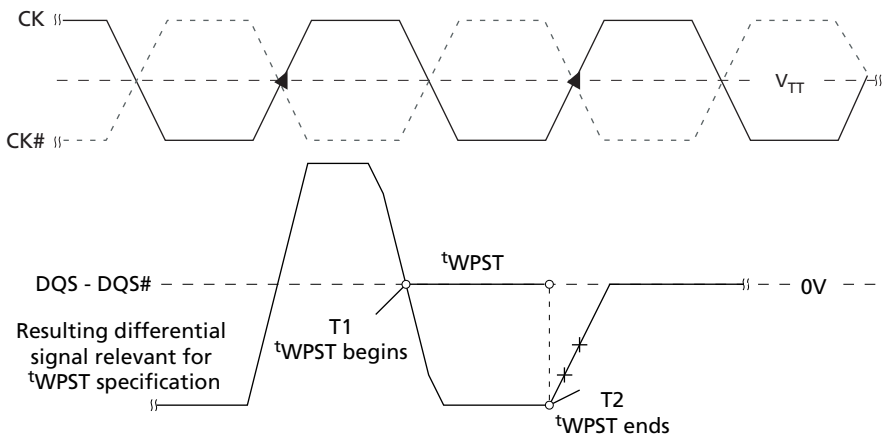 CK
V_TT
CK#
tWPST
DQS - DQS#
0V
T1
tWPST begins
Resulting differential
signal relevant for
tWPST specification
T2
tWPST ends